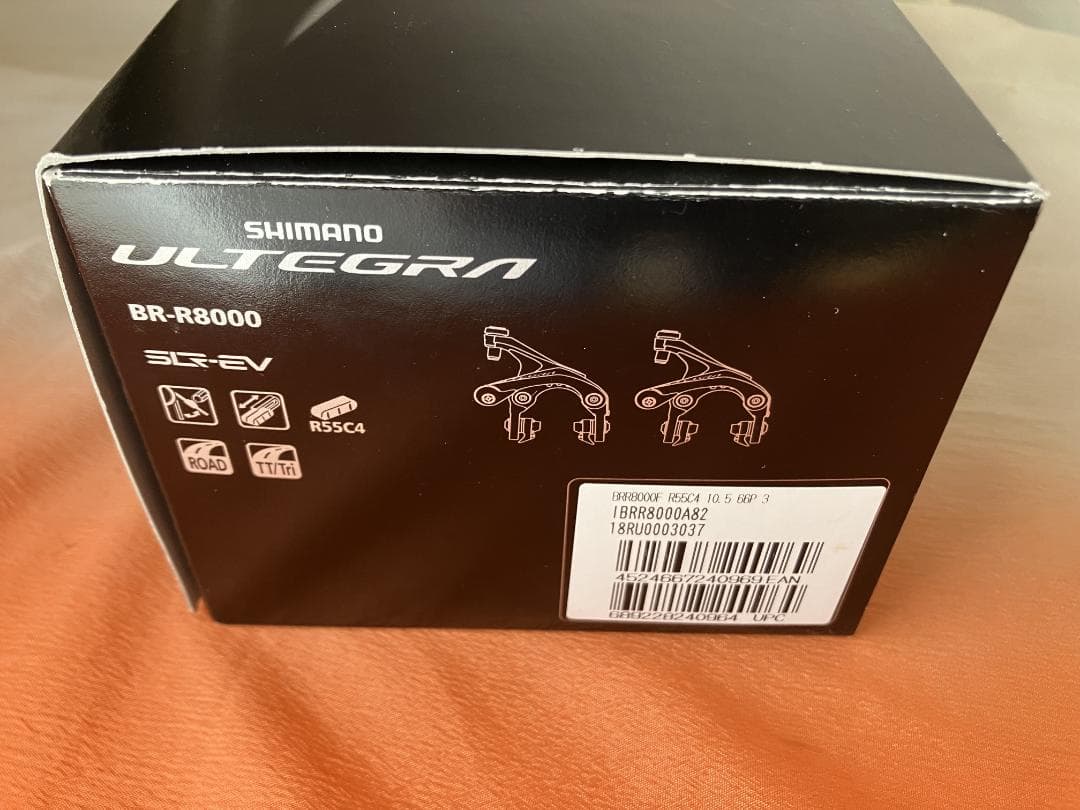 SHIMANO
ULTEGRA
BR-R8000
SLR-EV
R55C4
ROAD
TT/Tri
BRR8000F R55C4 10.5 66P 3
IBRR8000A82
18RU0003037
4524667240969 EAN
689228240964 UPC